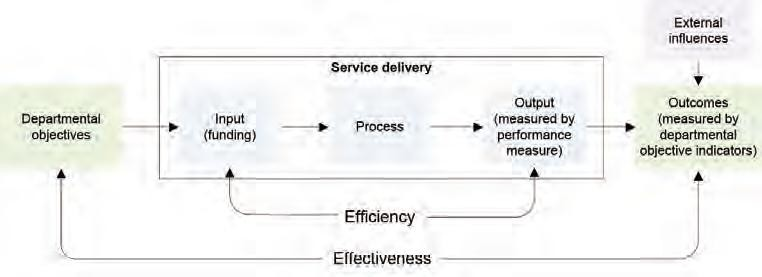 External
influences
Service delivery
Departmental
objectives
Input
(funding)
Process
Output
(measured by
performance
measure)
Outcomes
(measured by
departmental
objective indicators)
Efficiency
Effectiveness